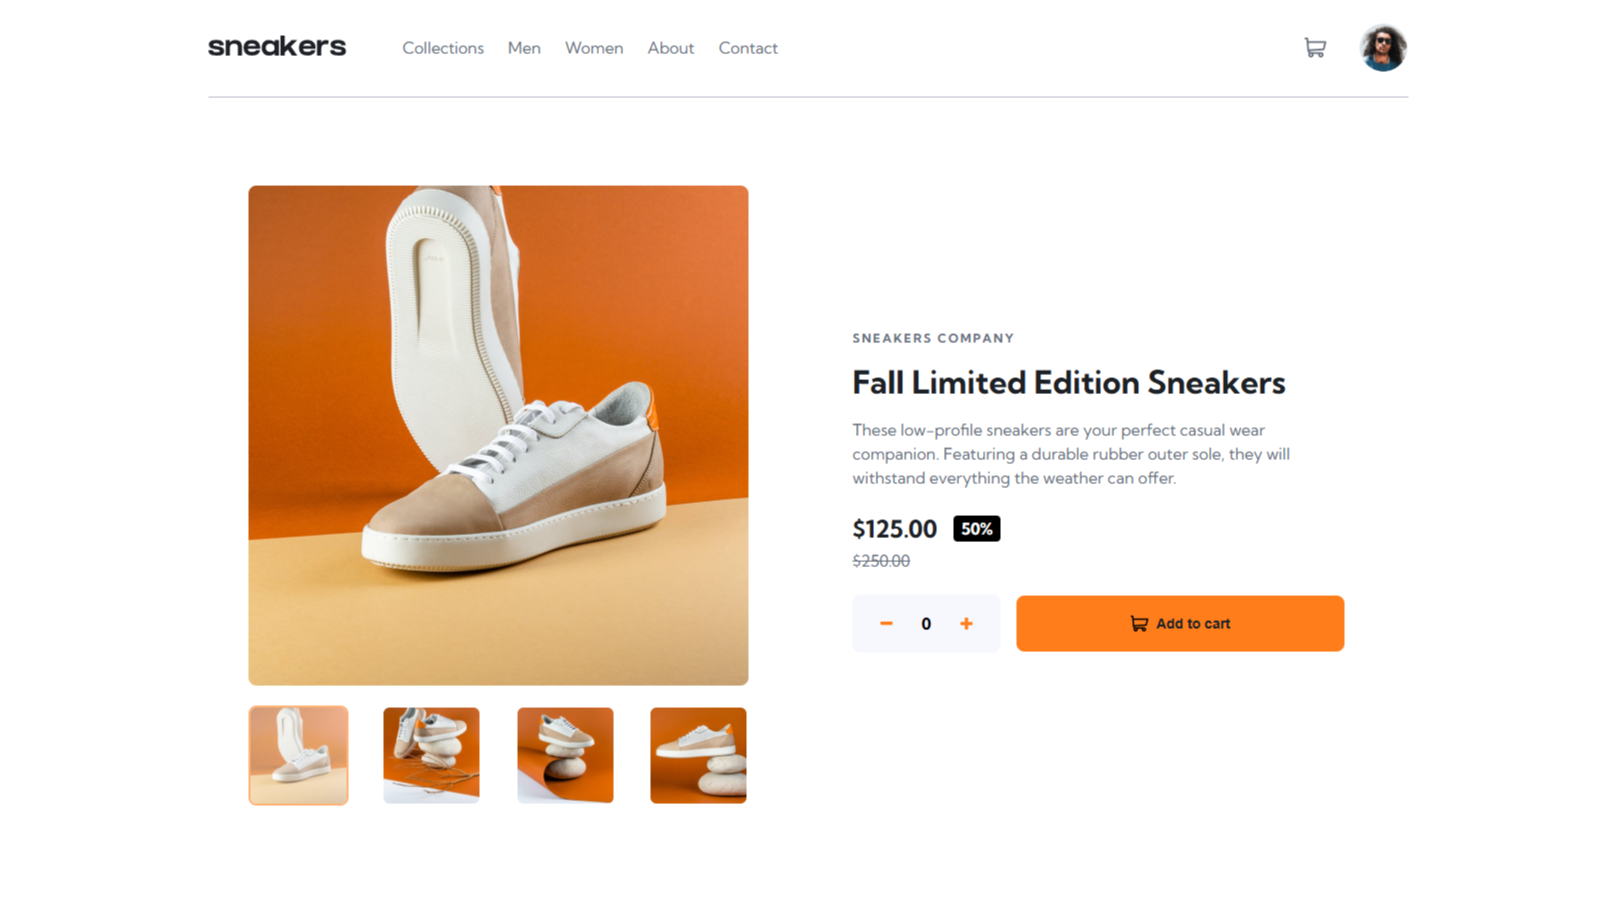 sneakers
Collections Men Women About Contact
SNEAKERS COMPANY
Fall Limited Edition Sneakers
These low-profile sneakers are your perfect casual wear
companion. Featuring a durable rubber outer sole, they will
withstand everything the weather can offer.
$125.00 50%
$250.00
0 Add to cart